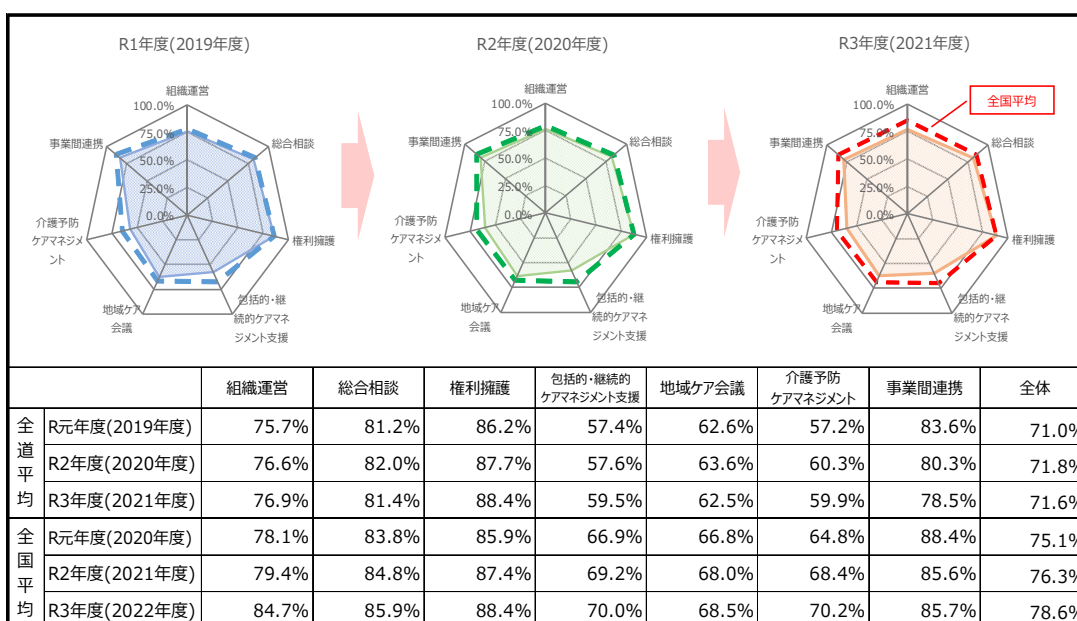 R1年度(2019年度)
R2年度(2020年度)
R3年度(2021年度)
組織運営
100.0%
75.0%
50.0%
25.0%
0.0%
総合相談
権利擁護
包括的・継
続的ケアマネ
ジメント支援
地域ケア
会議
介護予防
ケアマネジメ
ント
事業間連携
組織運営
100.0%
75.0%
50.0%
25.0%
0.0%
総合相談
権利擁護
包括的・継
続的ケアマネ
ジメント支援
地域ケア
会議
介護予防
ケアマネジメ
ント
事業間連携
組織運営
100.0%
75.0%
50.0%
25.0%
0.0%
総合相談
権利擁護
包括的・継
続的ケアマネ
ジメント支援
地域ケア
会議
介護予防
ケアマネジメ
ント
事業間連携
全国平均
組織運営 総合相談 権利擁護 包括的・継続的 ケアマネジメント支援 地域ケア会議 介護予防 ケアマネジメント 事業間連携 全体
全道平均
R元年度(2019年度) 75.7% 81.2% 86.2% 57.4% 62.6% 57.2% 83.6% 71.0%
R2年度(2020年度) 76.6% 82.0% 87.7% 57.6% 63.6% 60.3% 80.3% 71.8%
R3年度(2021年度) 76.9% 81.4% 88.4% 59.5% 62.5% 59.9% 78.5% 71.6%
全国平均
R元年度(2020年度) 78.1% 83.8% 85.9% 66.9% 66.8% 64.8% 88.4% 75.1%
R2年度(2021年度) 79.4% 84.8% 87.4% 69.2% 68.0% 68.4% 85.6% 76.3%
R3年度(2022年度) 84.7% 85.9% 88.4% 70.0% 68.5% 70.2% 85.7% 78.6%